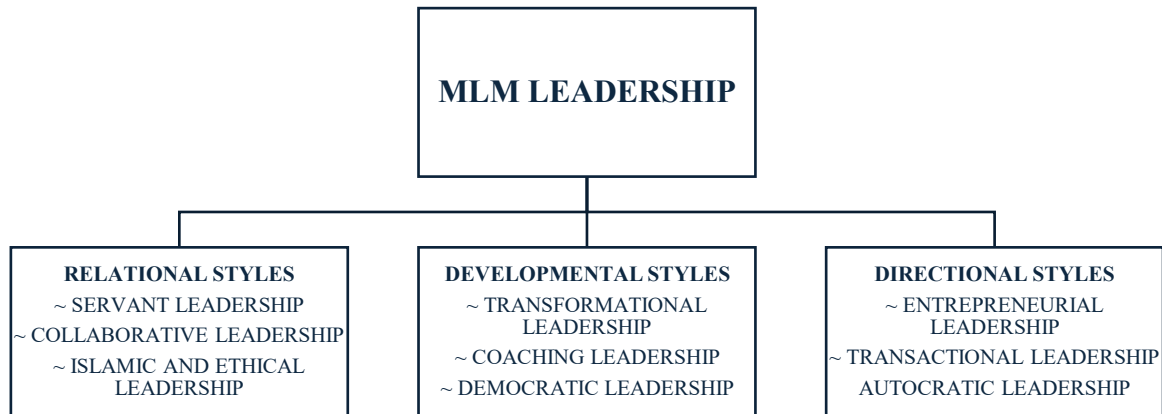 MLM LEADERSHIP
RELATIONAL STYLES
~ SERVANT LEADERSHIP
~ COLLABORATIVE LEADERSHIP
~ ISLAMIC AND ETHICAL
LEADERSHIP
DEVELOPMENTAL STYLES
~ TRANSFORMATIONAL
LEADERSHIP
~ COACHING LEADERSHIP
~ DEMOCRATIC LEADERSHIP
DIRECTIONAL STYLES
~ ENTREPRENEURIAL
LEADERSHIP
~ TRANSACTIONAL LEADERSHIP
AUTOCRATIC LEADERSHIP